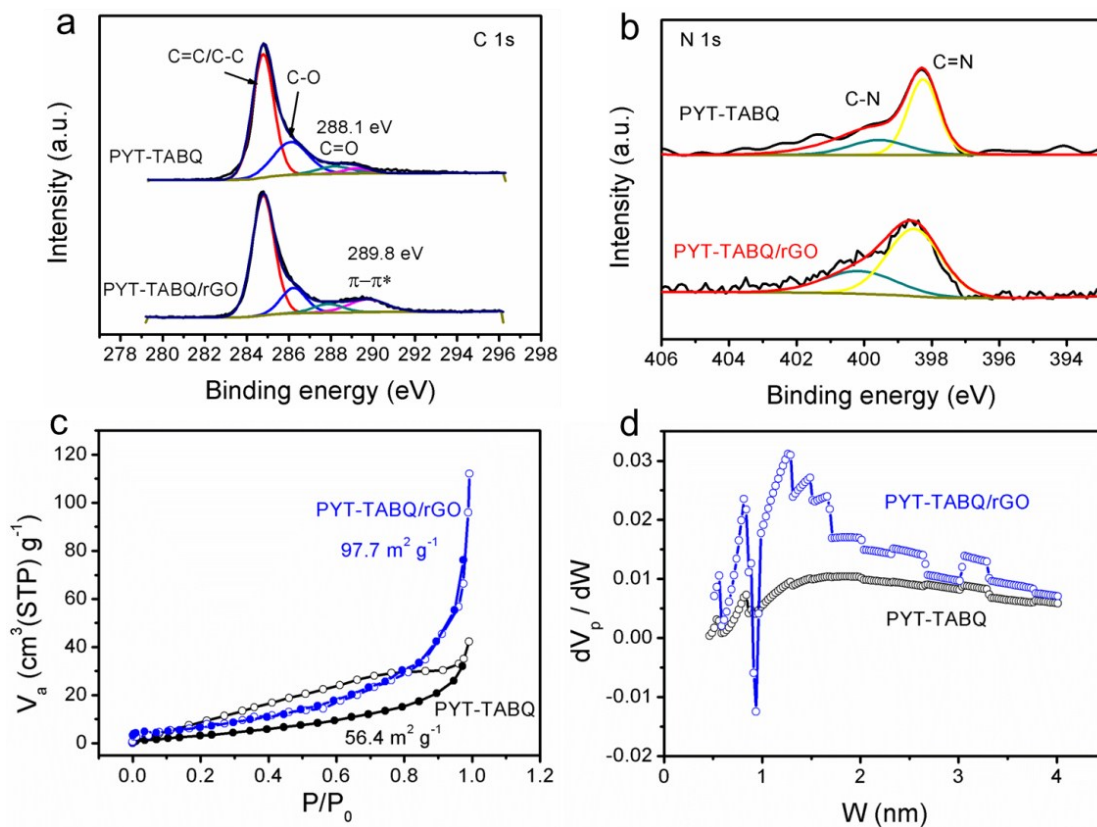 a
C 1s
C=C/C-C
C-O
288.1 eV
C=O
PYT-TABQ
289.8 eV
π–π*
PYT-TABQ/rGO
Intensity (a.u.)
278 280 282 284 286 288 290 292 294 296 298
Binding energy (eV)
b
N 1s
C=N
C-N
PYT-TABQ
PYT-TABQ/rGO
Intensity (a.u.)
406 404 402 400 398 396 394
Binding energy (eV)
c
120
100
80
60
40
20
0
PYT-TABQ/rGO
97.7 m² g⁻¹
PYT-TABQ
56.4 m² g⁻¹
Vₐ (cm³(STP) g⁻¹)
0.0 0.2 0.4 0.6 0.8 1.0 1.2
P/P₀
d
0.03
0.02
0.01
0.00
-0.01
-0.02
PYT-TABQ/rGO
PYT-TABQ
dVₚ / dW
0 1 2 3 4
W (nm)